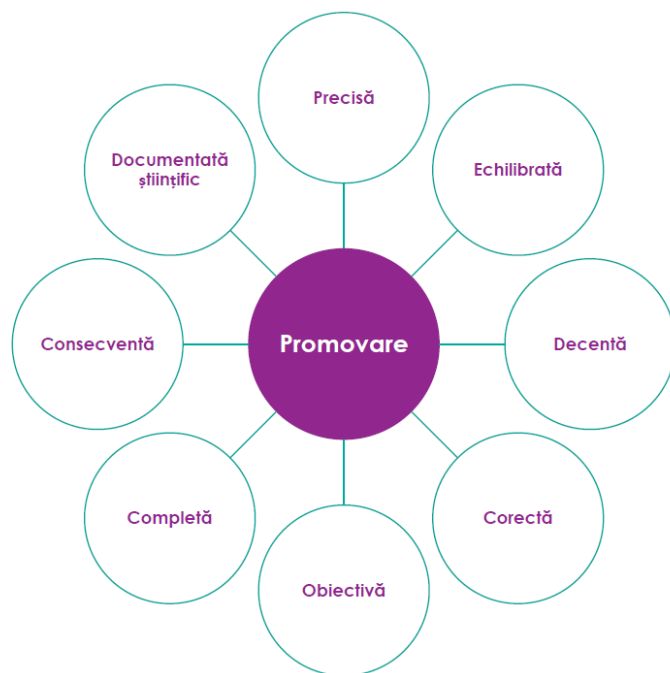 Precisă
Documentată
științific
Echilibrată
Consecventă
Promovare
Decentă
Completă
Corectă
Obiectivă